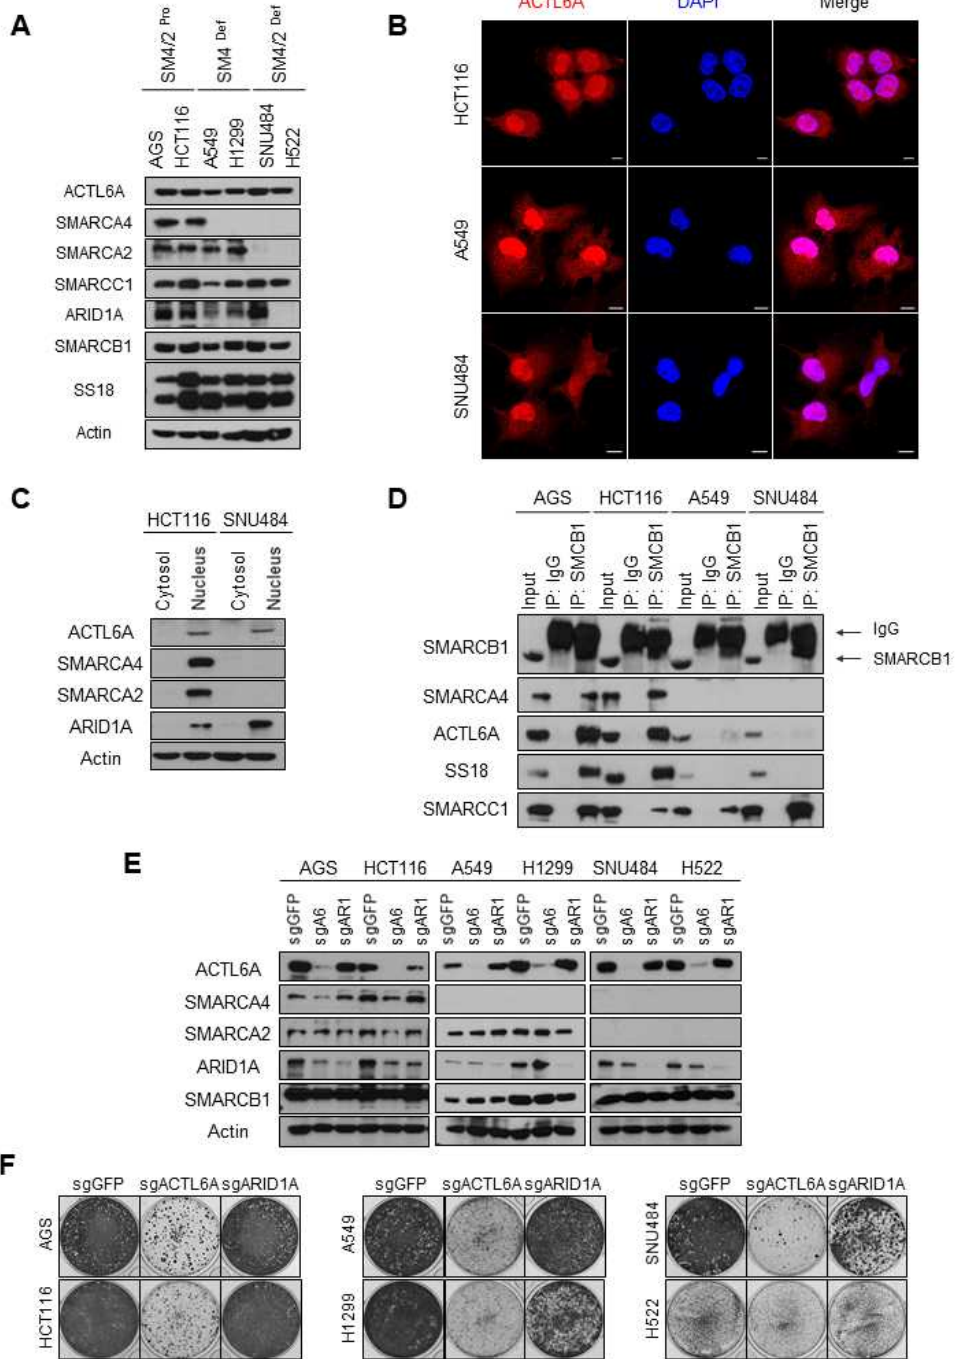 A
SM4/2 Pro
SM4 Def
SM4/2 Def
AGS
HCT116
A549
H1299
SNU484
H522
ACTL6A
SMARCA4
SMARCA2
SMARCC1
ARID1A
SMARCB1
SS18
Actin
B
ACTL6A
DAPI
Merge
HCT116
A549
SNU484
C
HCT116 SNU484
Cytosol
Nucleus
Cytosol
Nucleus
ACTL6A
SMARCA4
SMARCA2
ARID1A
Actin
D
AGS HCT116 A549 SNU484
Input
IP: IgG
IP: SMCB1
Input
IP: IgG
IP: SMCB1
Input
IP: IgG
IP: SMCB1
Input
IP: IgG
IP: SMCB1
SMARCB1
IgG
SMARCB1
SMARCA4
ACTL6A
SS18
SMARCC1
E
AGS HCT116 A549 H1299 SNU484 H522
sgGFP
sgA6
sgAR1
sgGFP
sgA6
sgAR1
sgGFP
sgA6
sgAR1
sgGFP
sgA6
sgAR1
sgGFP
sgA6
sgAR1
sgGFP
sgA6
sgAR1
ACTL6A
SMARCA4
SMARCA2
ARID1A
SMARCB1
Actin
F
sgGFP sgACTL6A sgARID1A
AGS
HCT116
sgGFP sgACTL6A sgARID1A
A549
H1299
sgGFP sgACTL6A sgARID1A
SNU484
H522